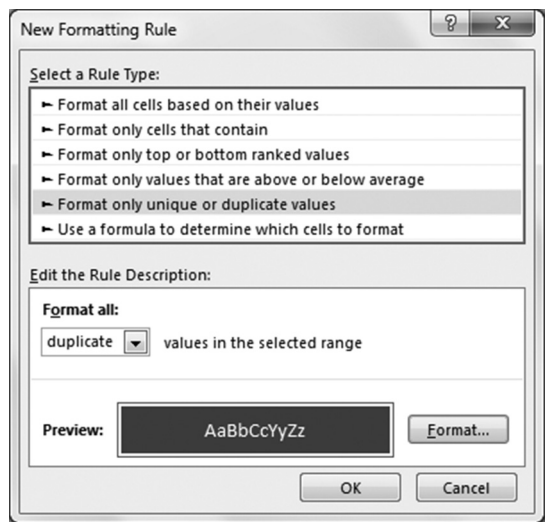 New Formatting Rule
Select a Rule Type:
► Format all cells based on their values
► Format only cells that contain
► Format only top or bottom ranked values
► Format only values that are above or below average
► Format only unique or duplicate values
► Use a formula to determine which cells to format
Edit the Rule Description:
Format all:
duplicate values in the selected range
Preview: AaBbCcYyZz Format...
OK Cancel